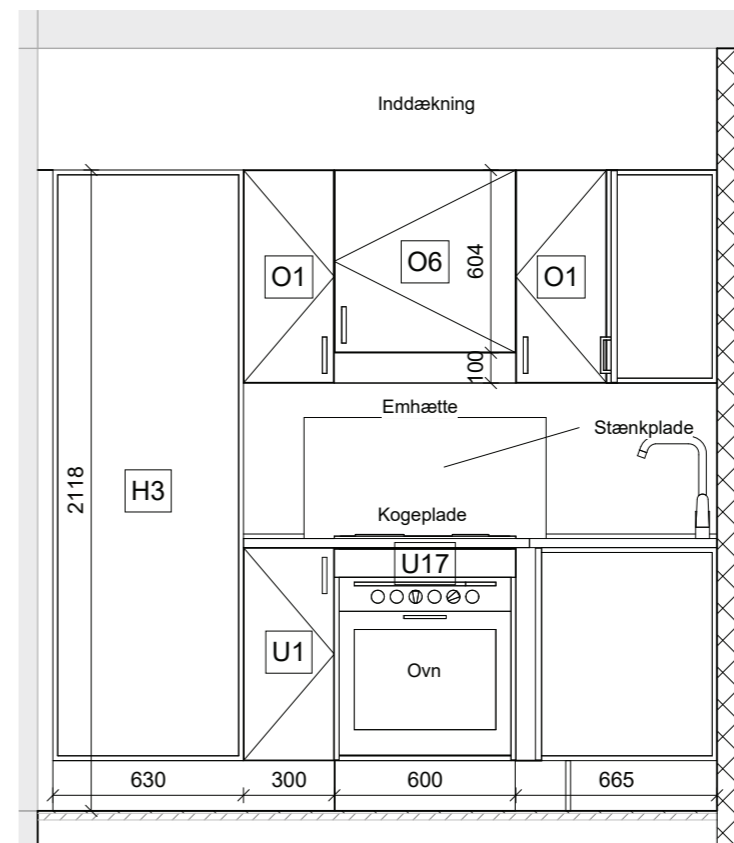 Inddækning
O1
O6
604
O1
100
Emhætte
Stænkplade
2118
H3
Kogeplade
U17
U1
Ovn
630
300
600
665